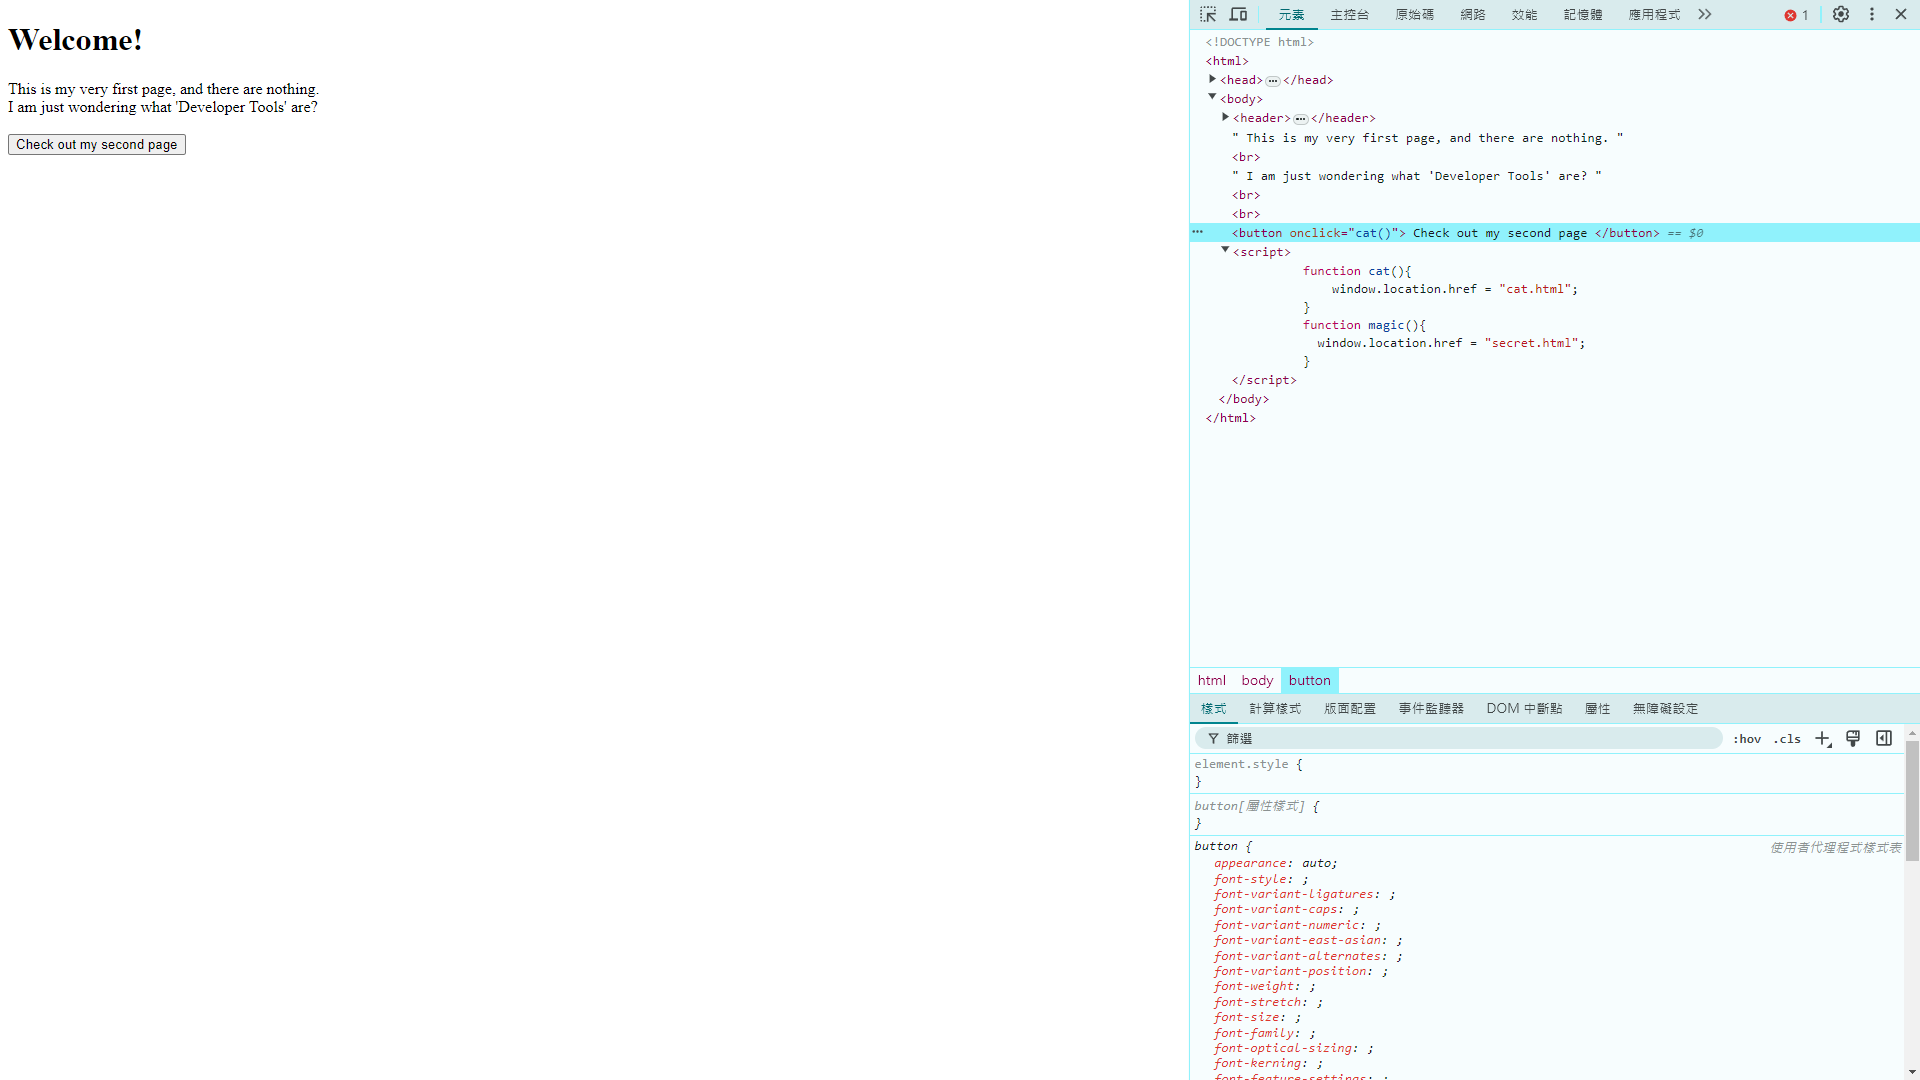 Welcome!
This is my very first page, and there are nothing.
I am just wondering what 'Developer Tools' are?
Check out my second page
元素 主控台 原始碼 網路 效能 記憶體 應用程式 1
<!DOCTYPE html>
<html>
<head> </head>
<body>
<header> </header>
" This is my very first page, and there are nothing. "
<br>
" I am just wondering what 'Developer Tools' are? "
<br>
<br>
<button onclick="cat()"> Check out my second page </button> == $0
<script>
function cat(){
window.location.href = "cat.html";
}
function magic(){
window.location.href = "secret.html";
}
</script>
</body>
</html>
html body button
樣式 計算樣式 版面配置 事件監聽器 DOM 中斷點 屬性 無障礙設定
篩選 :hov .cls
element.style {
}
button[屬性樣式] {
}
button { 使用者代理程式樣式表
appearance: auto;
font-style: ;
font-variant-ligatures: ;
font-variant-caps: ;
font-variant-numeric: ;
font-variant-east-asian: ;
font-variant-alternates: ;
font-variant-position: ;
font-weight: ;
font-stretch: ;
font-size: ;
font-family: ;
font-optical-sizing: ;
font-kerning: ;
font-feature-settings: ;